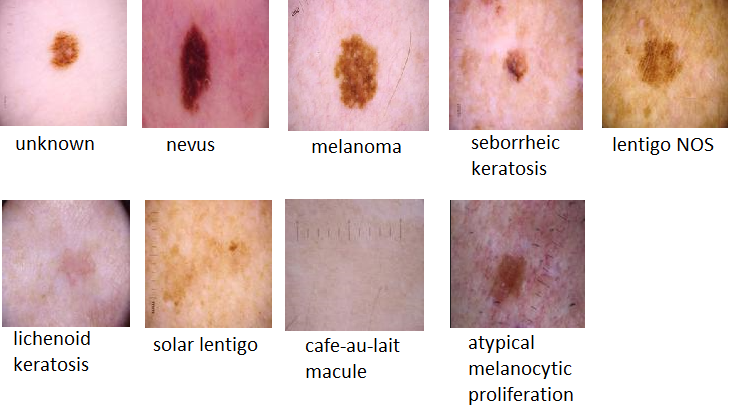 unknown
nevus
melanoma
seborrheic
keratosis
lentigo NOS
lichenoid
keratosis
solar lentigo
cafe-au-lait
macule
atypical
melanocytic
proliferation